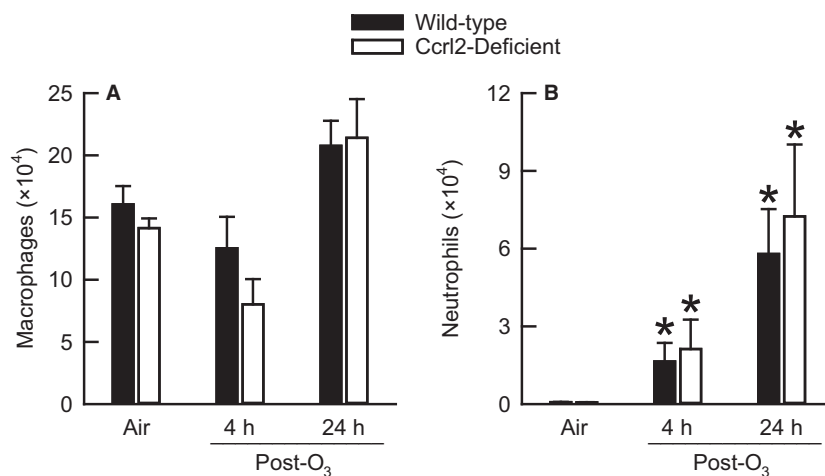 Wild-type
Ccrl2-Deficient
A
25
20
15
10
5
0
Macrophages (×10⁴)
Air
4 h
24 h
Post-O₃
B
12
9
6
3
0
Neutrophils (×10⁴)
*
*
*
*
Air
4 h
24 h
Post-O₃